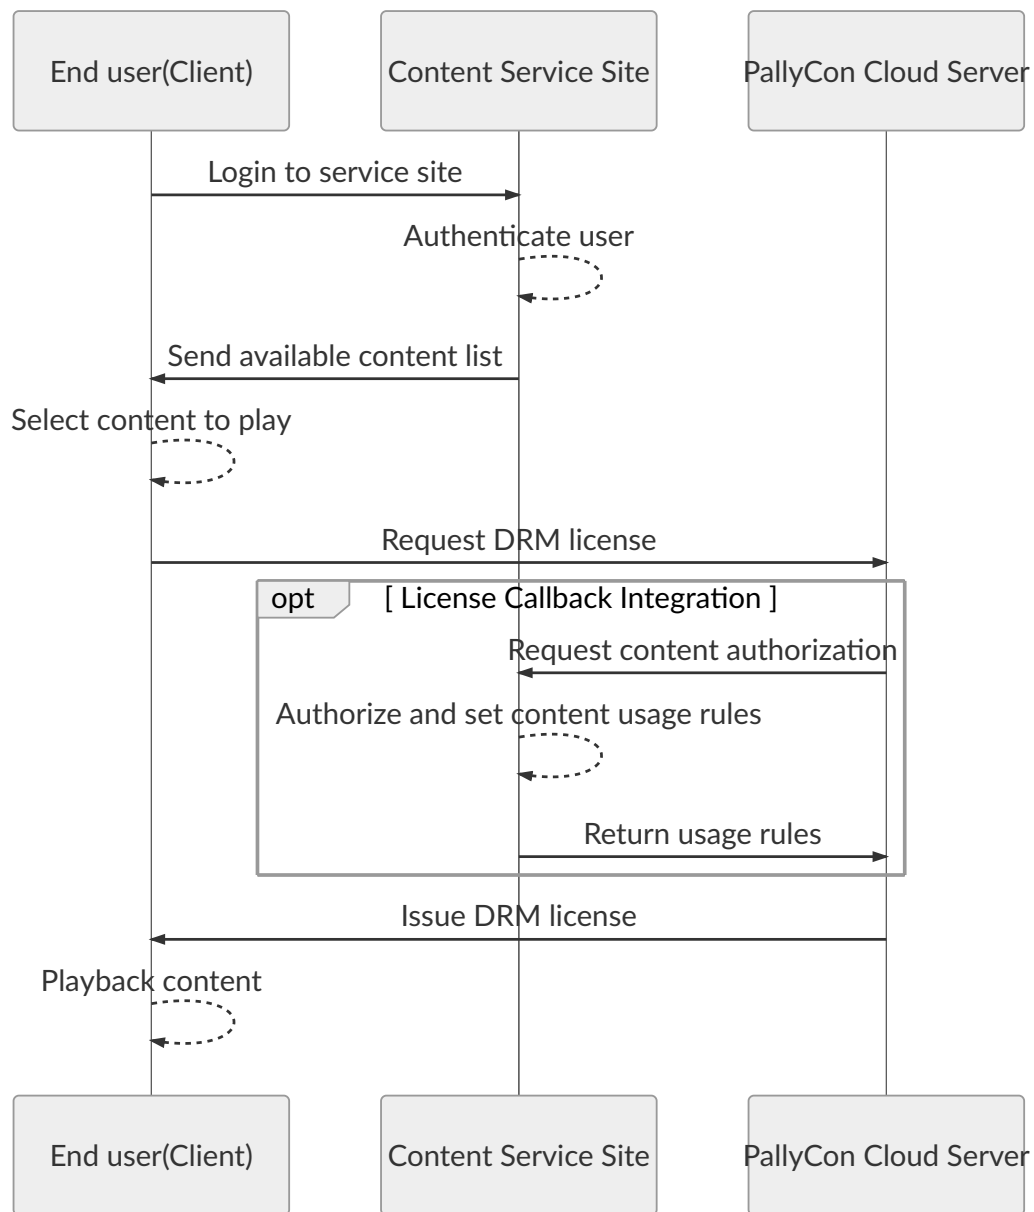 End user(Client)
Content Service Site
PallyCon Cloud Server
Login to service site
Authenticate user
Send available content list
Select content to play
Request DRM license
opt
[ License Callback Integration ]
Request content authorization
Authorize and set content usage rules
Return usage rules
Issue DRM license
Playback content
End user(Client)
Content Service Site
PallyCon Cloud Server